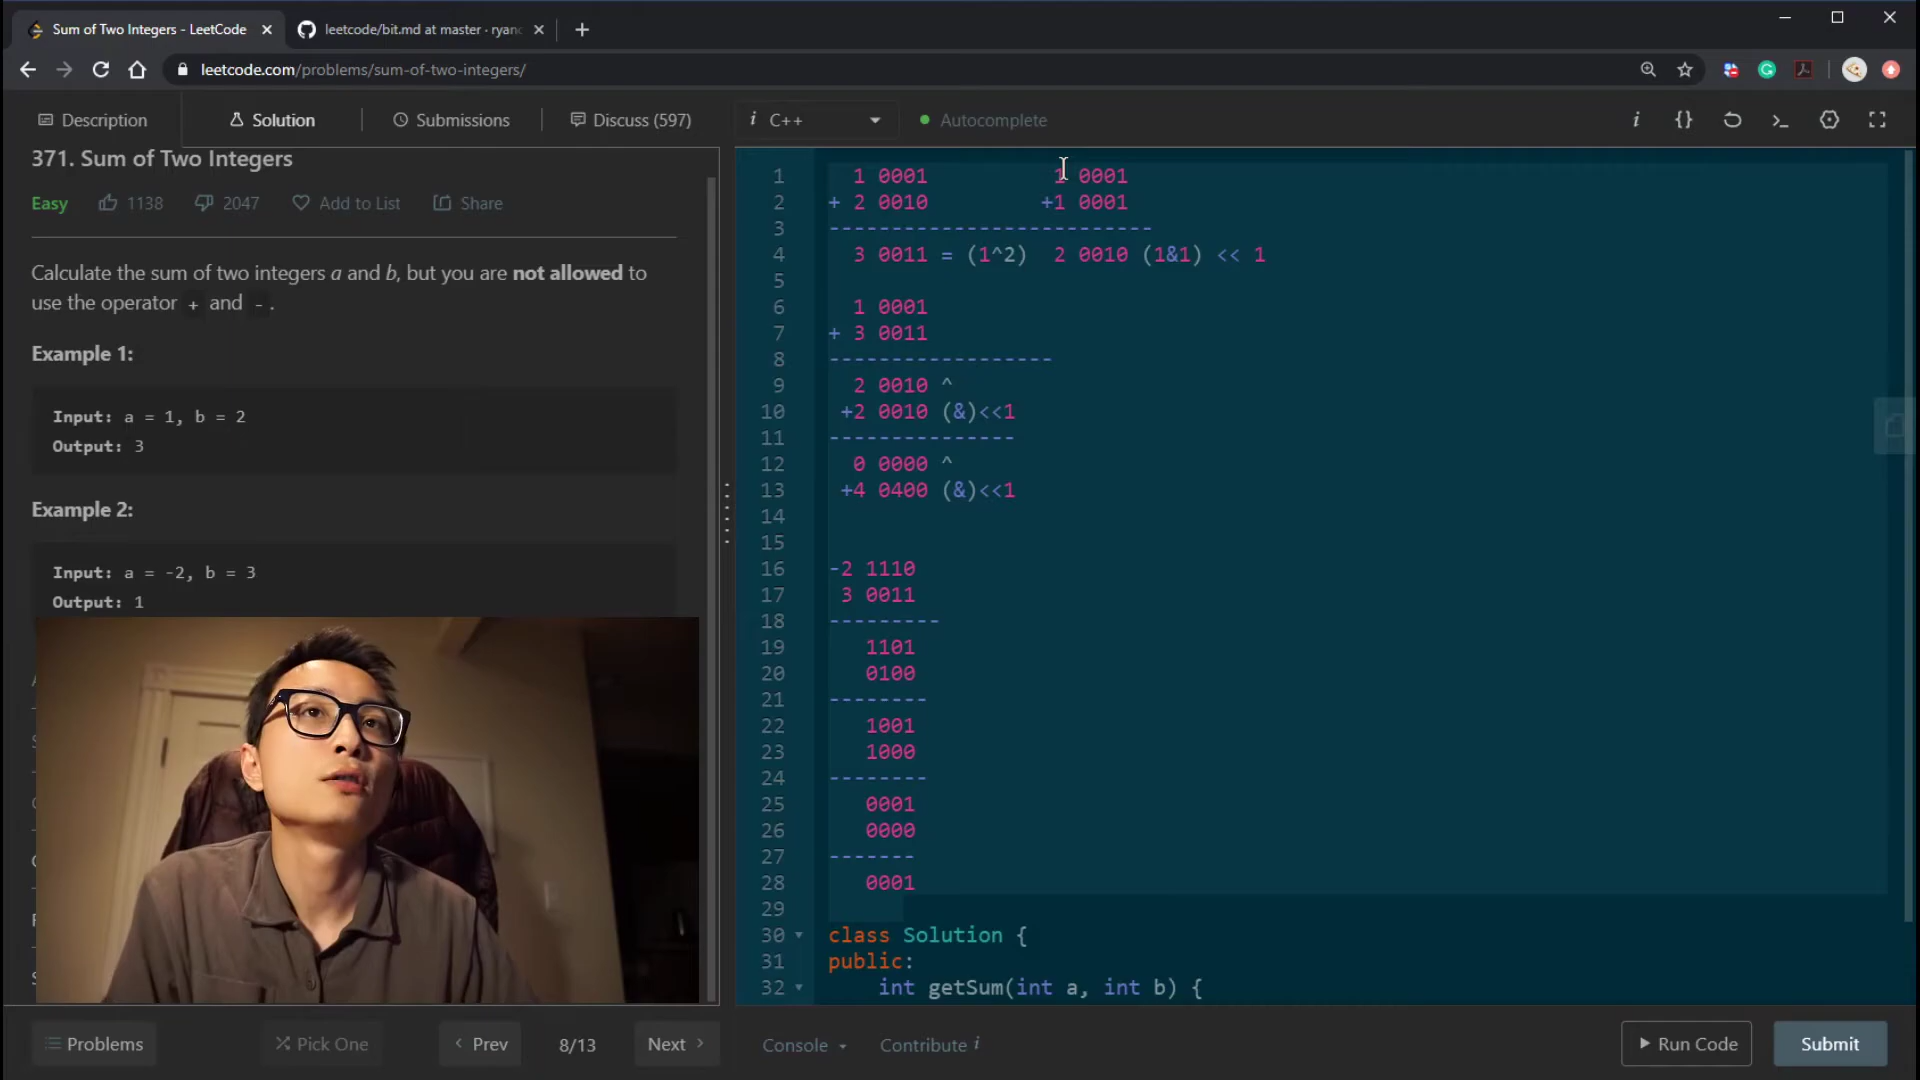 Sum of Two Integers - LeetCode
leetcode/bit.md at master · ryanc
leetcode.com/problems/sum-of-two-integers/
Description
Solution
Submissions
Discuss (597)
i C++
Autocomplete
371. Sum of Two Integers
Easy 1138 2047 Add to List Share
Calculate the sum of two integers a and b, but you are not allowed to
use the operator + and - .
Example 1:
Input: a = 1, b = 2
Output: 3
Example 2:
Input: a = -2, b = 3
Output: 1
1 1 0001 1 0001
2 + 2 0010 +1 0001
3 --------------------------
4 3 0011 = (1^2) 2 0010 (1&1) << 1
5
6 1 0001
7 + 3 0011
8 ------------------
9 2 0010 ^
10 +2 0010 (&)<<1
11 ---------------
12 0 0000 ^
13 +4 0400 (&)<<1
14
15
16 -2 1110
17 3 0011
18 ---------
19 1101
20 0100
21 --------
22 1001
23 1000
24 --------
25 0001
26 0000
27 -------
28 0001
29
30 class Solution {
31 public:
32 int getSum(int a, int b) {
Problems
Pick One
< Prev
8/13
Next >
Console
Contribute i
Run Code
Submit